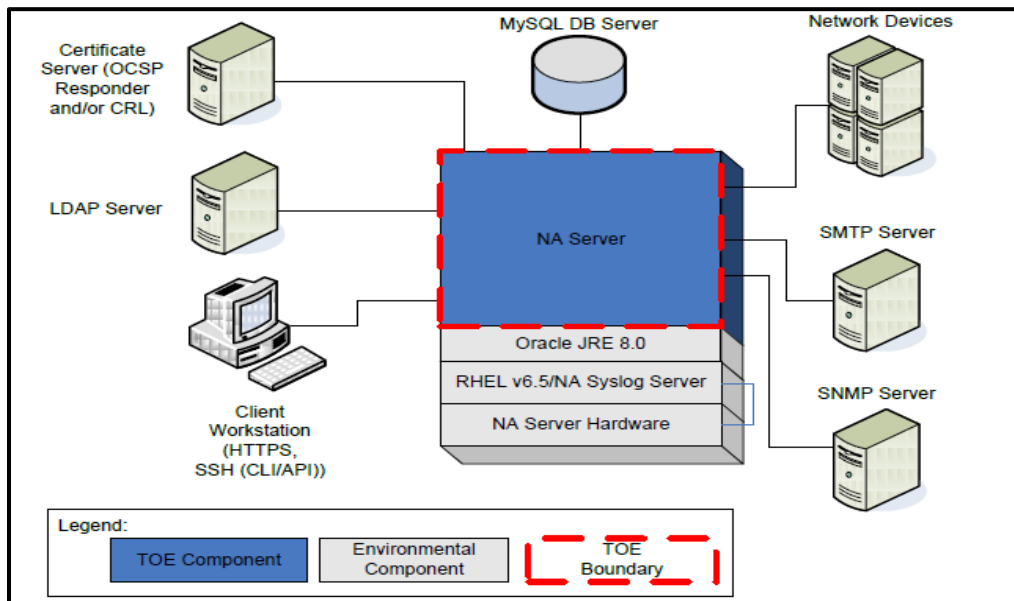 MySQL DB Server
Network Devices
Certificate
Server (OCSP
Responder
and/or CRL)
LDAP Server
NA Server
SMTP Server
Oracle JRE 8.0
RHEL v6.5/NA Syslog Server
NA Server Hardware
SNMP Server
Client
Workstation
(HTTPS,
SSH (CLI/API))
Legend:
TOE Component
Environmental
Component
TOE
Boundary